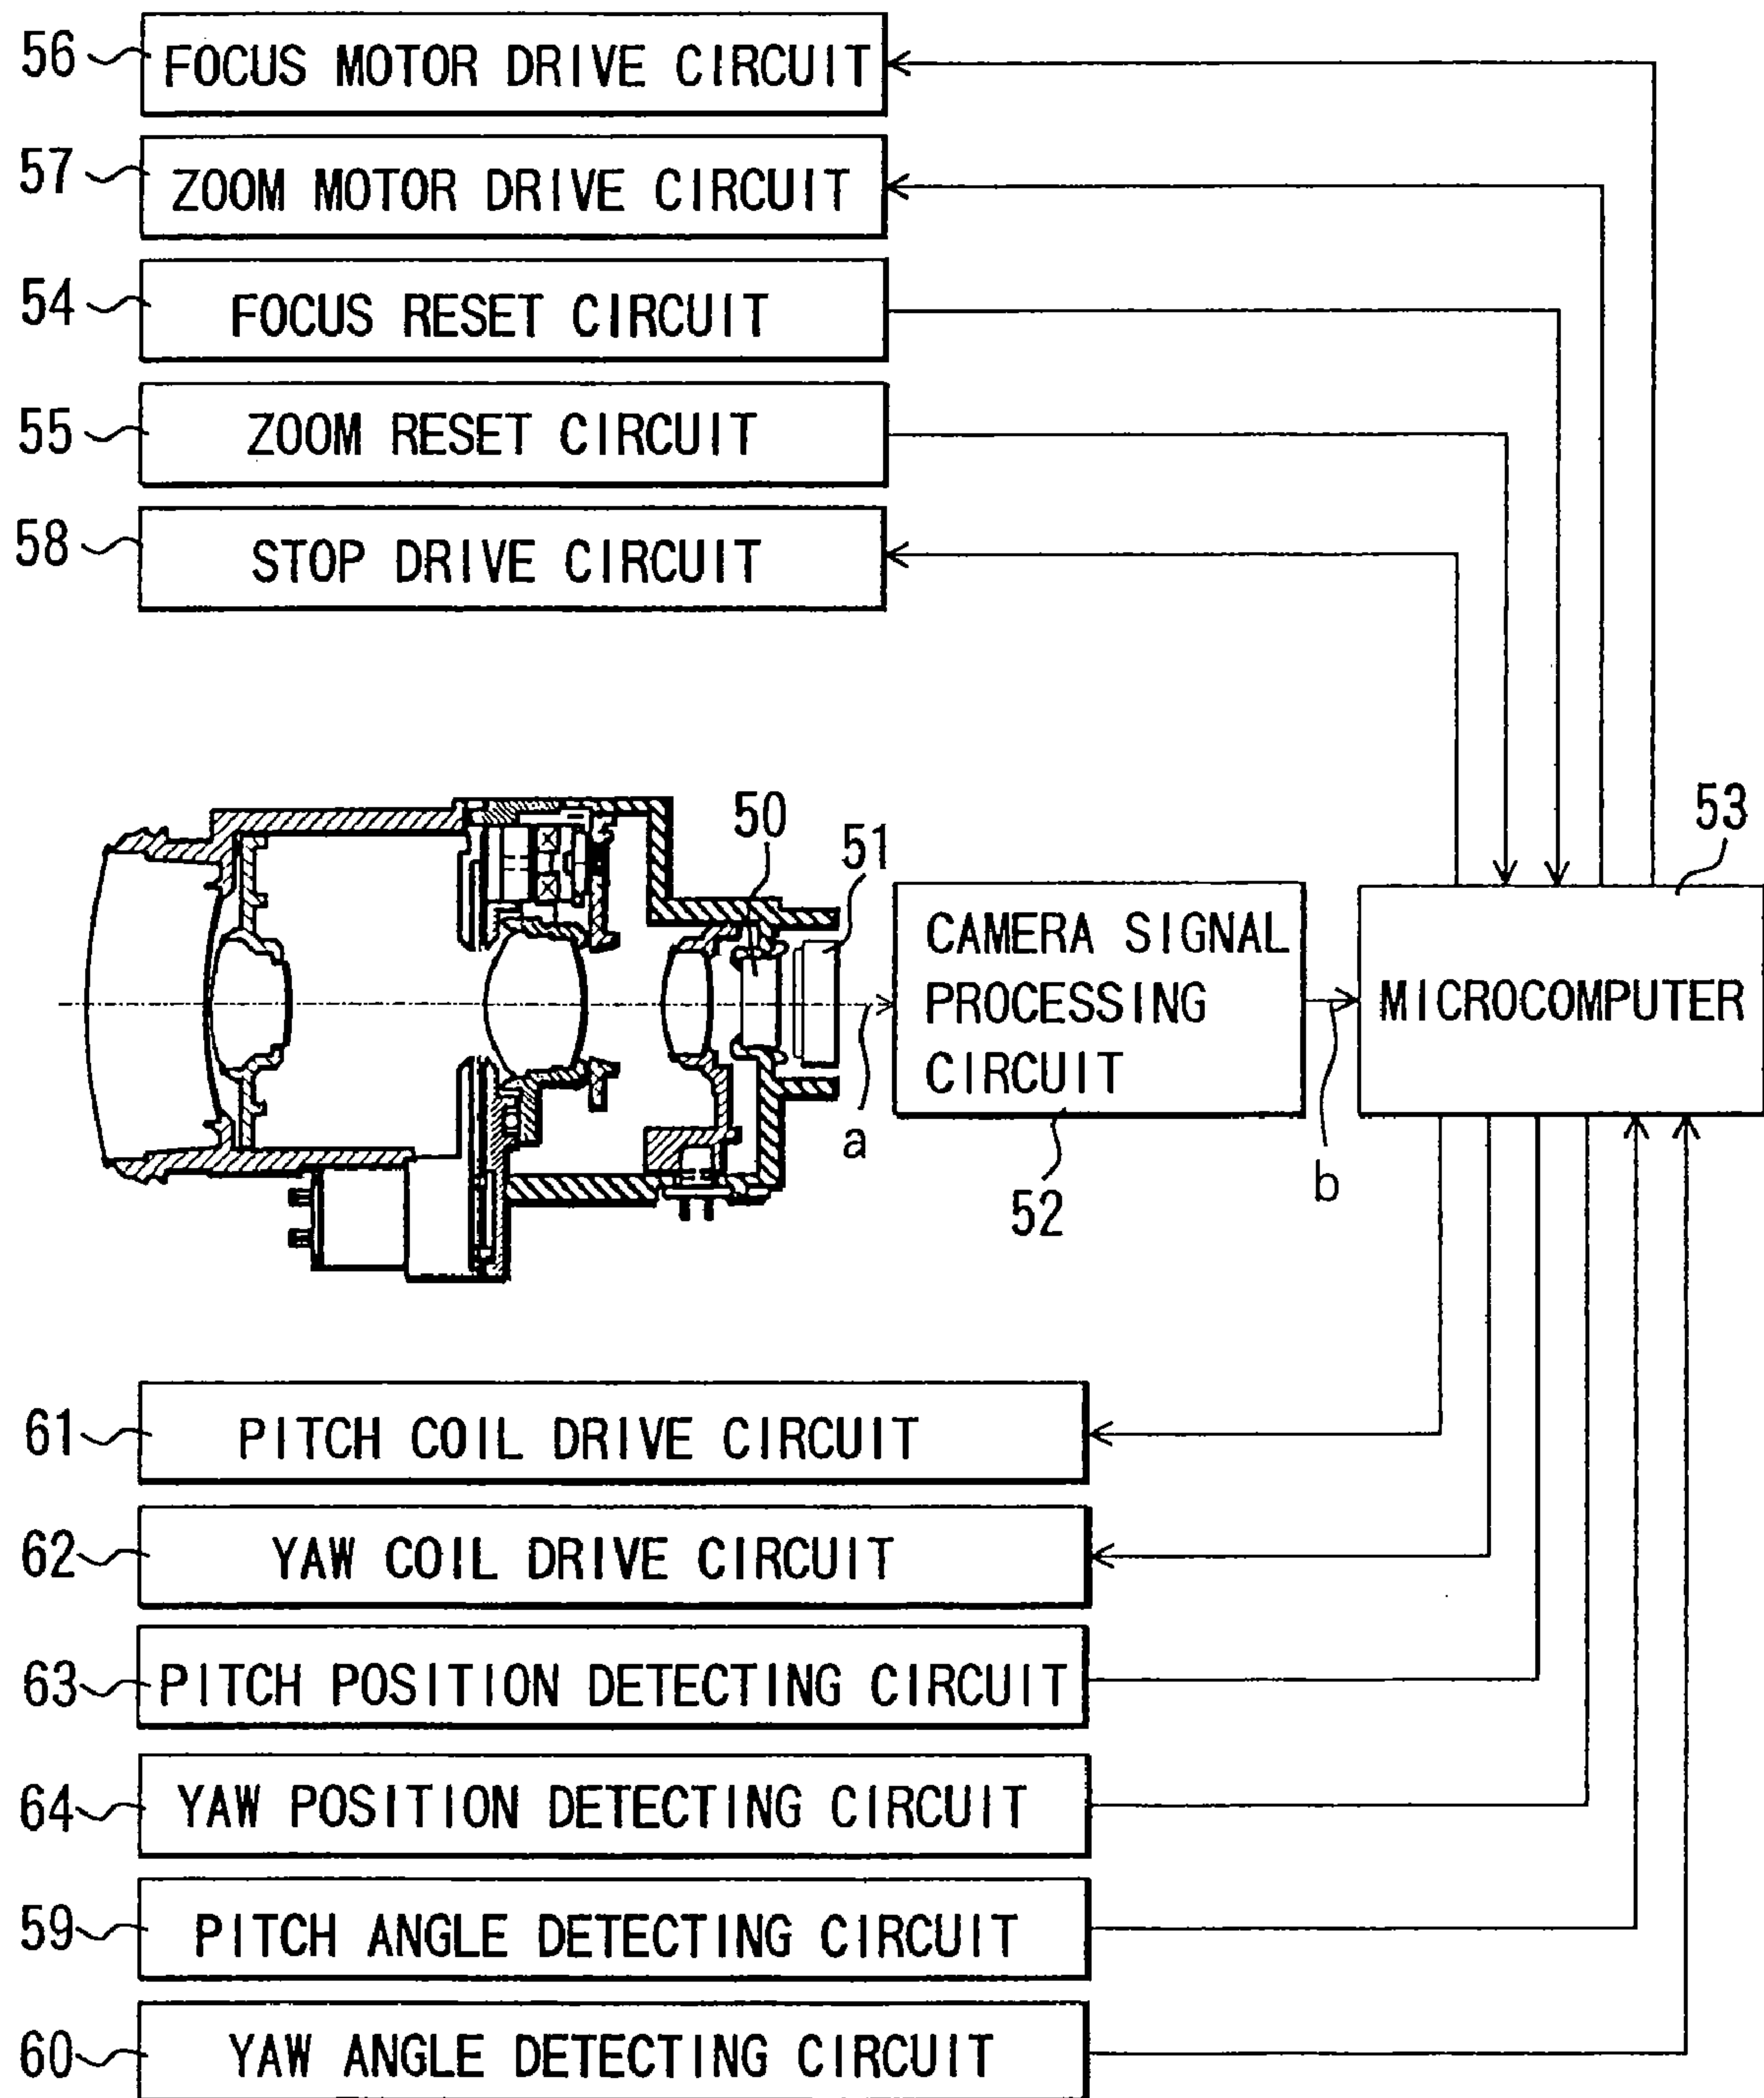 56 FOCUS MOTOR DRIVE CIRCUIT
57 ZOOM MOTOR DRIVE CIRCUIT
54 FOCUS RESET CIRCUIT
55 ZOOM RESET CIRCUIT
58 STOP DRIVE CIRCUIT
50
51
53
CAMERA SIGNAL
PROCESSING
CIRCUIT
MICROCOMPUTER
a
b
52
61 PITCH COIL DRIVE CIRCUIT
62 YAW COIL DRIVE CIRCUIT
63 PITCH POSITION DETECTING CIRCUIT
64 YAW POSITION DETECTING CIRCUIT
59 PITCH ANGLE DETECTING CIRCUIT
60 YAW ANGLE DETECTING CIRCUIT